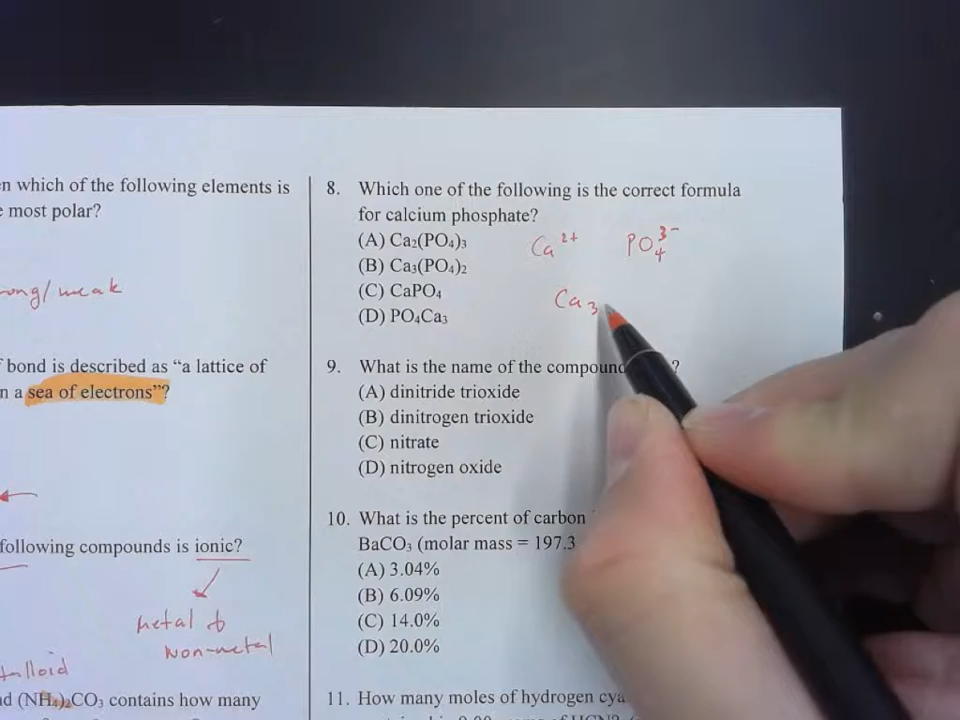 n which of the following elements is
most polar?
ong/weak
bond is described as “a lattice of
n a sea of electrons”?
following compounds is ionic?
metal to
non-metal
talloid
(NH₄)₂CO₃ contains how many
8. Which one of the following is the correct formula
for calcium phosphate?
(A) Ca₂(PO₄)₃
(B) Ca₃(PO₄)₂
(C) CaPO₄
(D) PO₄Ca₃
Ca²⁺ PO₄³⁻
Ca₃
9. What is the name of the compound ?
(A) dinitride trioxide
(B) dinitrogen trioxide
(C) nitrate
(D) nitrogen oxide
10. What is the percent of carbon
BaCO₃ (molar mass = 197.3
(A) 3.04%
(B) 6.09%
(C) 14.0%
(D) 20.0%
11. How many moles of hydrogen cya